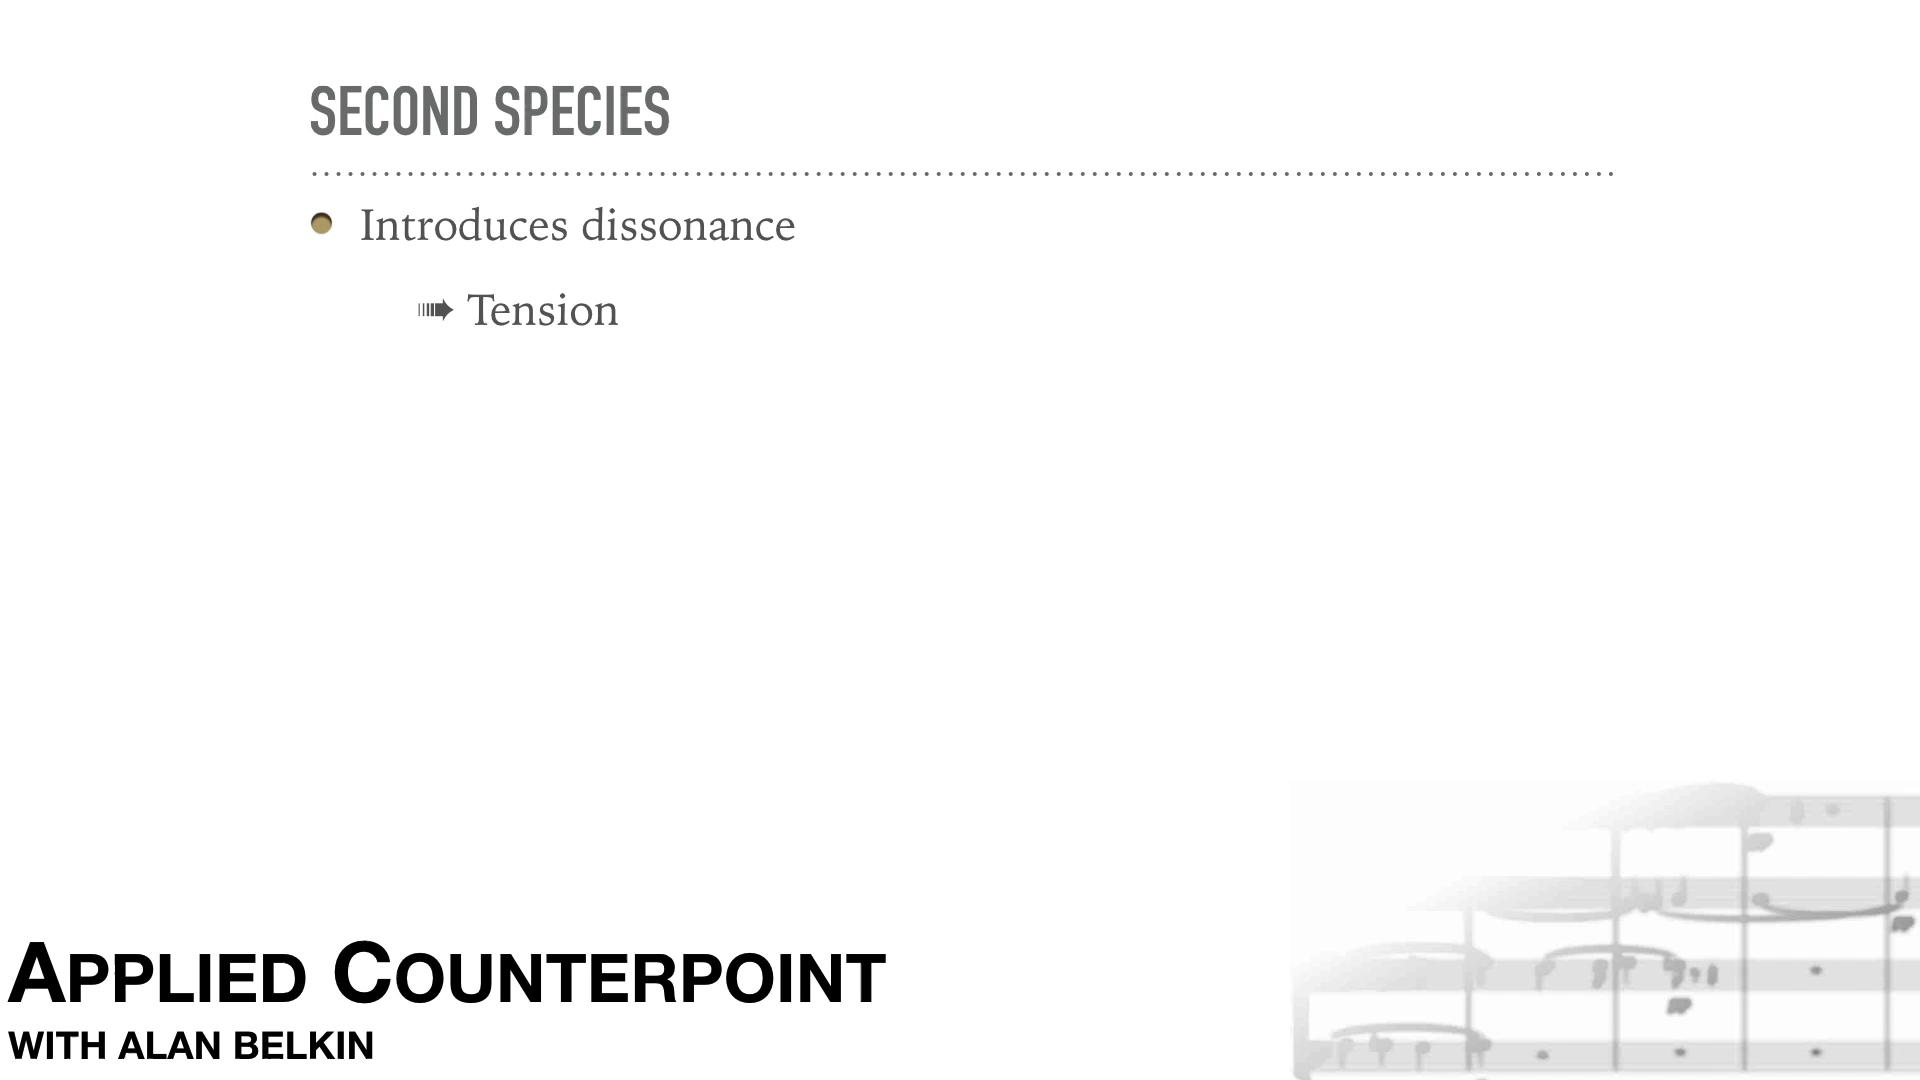 SECOND SPECIES
Introduces dissonance
➠ Tension
APPLIED COUNTERPOINT
WITH ALAN BELKIN